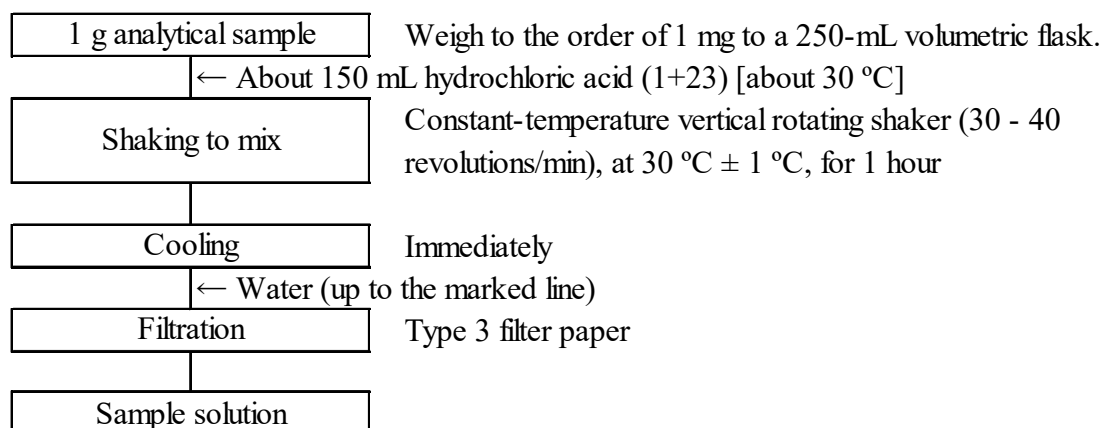 1 g analytical sample Weigh to the order of 1 mg to a 250-mL volumetric flask.
← About 150 mL hydrochloric acid (1+23) [about 30 ºC]
Shaking to mix Constant-temperature vertical rotating shaker (30 - 40
revolutions/min), at 30 ºC ± 1 ºC, for 1 hour
Cooling Immediately
← Water (up to the marked line)
Filtration Type 3 filter paper
Sample solution